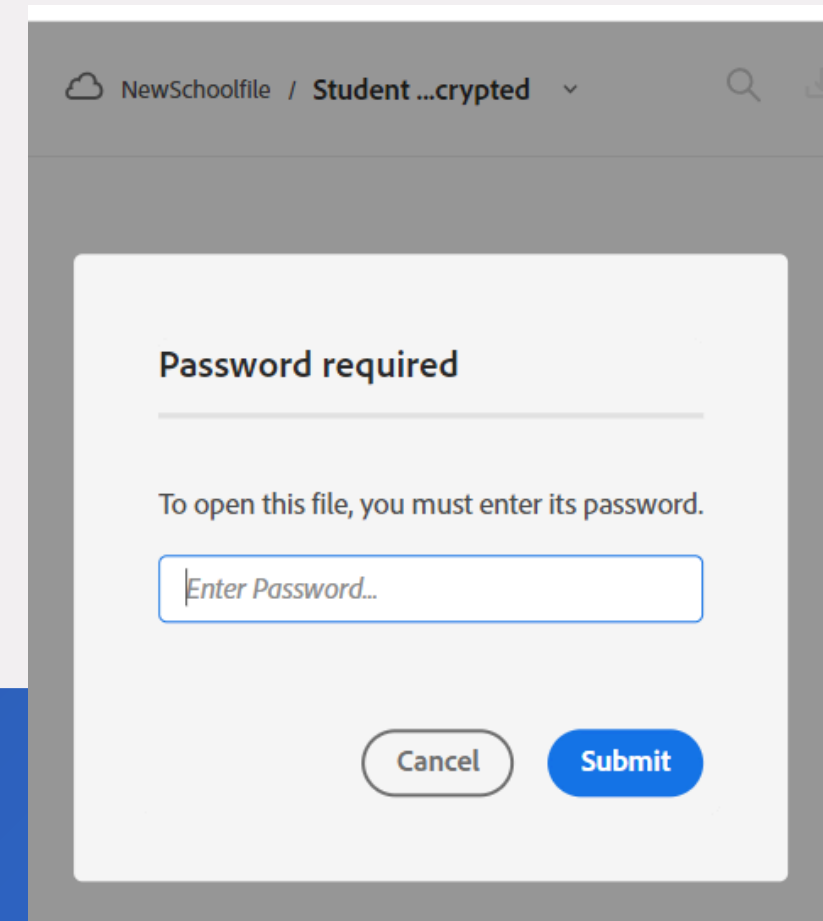 NewSchoolfile / Student ...crypted
Password required
To open this file, you must enter its password.
Enter Password...
Cancel Submit